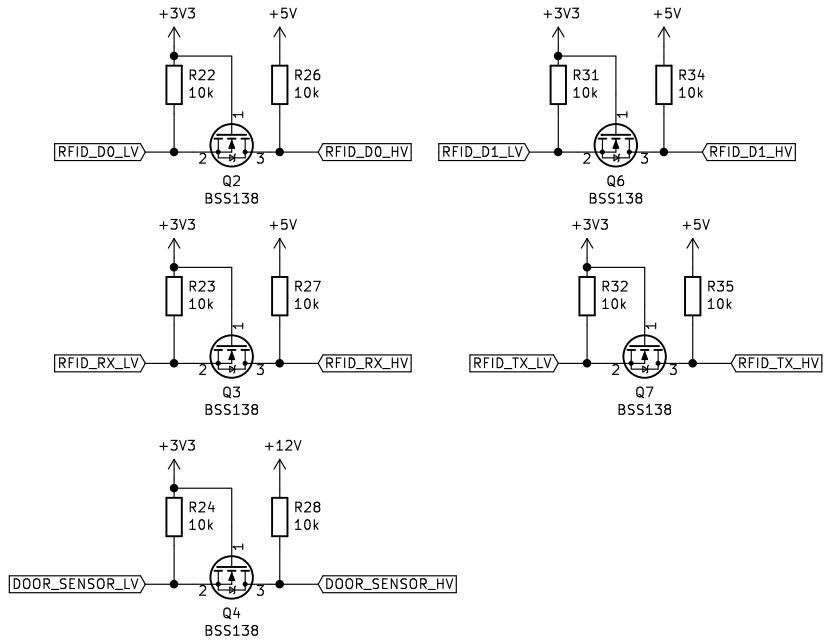 +3V3 +5V +3V3 +5V
R22 R26 R31 R34
10k 10k 10k 10k
1 1
RFID_D0_LV 2 3 RFID_D0_HV RFID_D1_LV 2 3 RFID_D1_HV
Q2 Q6
BSS138 BSS138
+3V3 +5V +3V3 +5V
R23 R27 R32 R35
10k 10k 10k 10k
1 1
RFID_RX_LV 2 3 RFID_RX_HV RFID_TX_LV 2 3 RFID_TX_HV
Q3 Q7
BSS138 BSS138
+3V3 +12V
R24 R28
10k 10k
1
DOOR_SENSOR_LV 2 3 DOOR_SENSOR_HV
Q4
BSS138